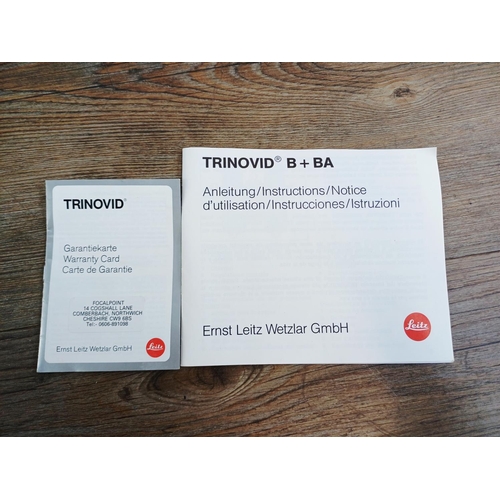 TRINOVID®
Garantiekarte
Warranty Card
Carte de Garantie
FOCALPOINT
14 COGSHALL LANE
COMBERBACH, NORTHWICH
CHESHIRE CW9 6BS
Tel:- 0606-891098
Ernst Leitz Wetzlar GmbH
Leitz
TRINOVID® B + BA
Anleitung/Instructions/Notice
d'utilisation/Instrucciones/Istruzioni
Ernst Leitz Wetzlar GmbH
Leitz